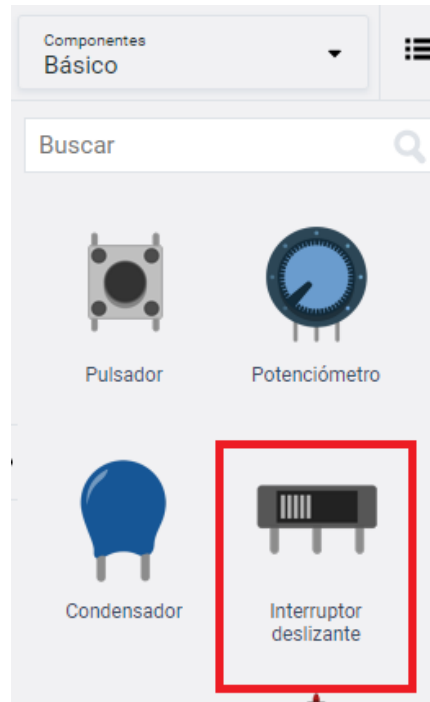 Componentes
Básico
Buscar
Pulsador
Potenciómetro
Condensador
Interruptor
deslizante